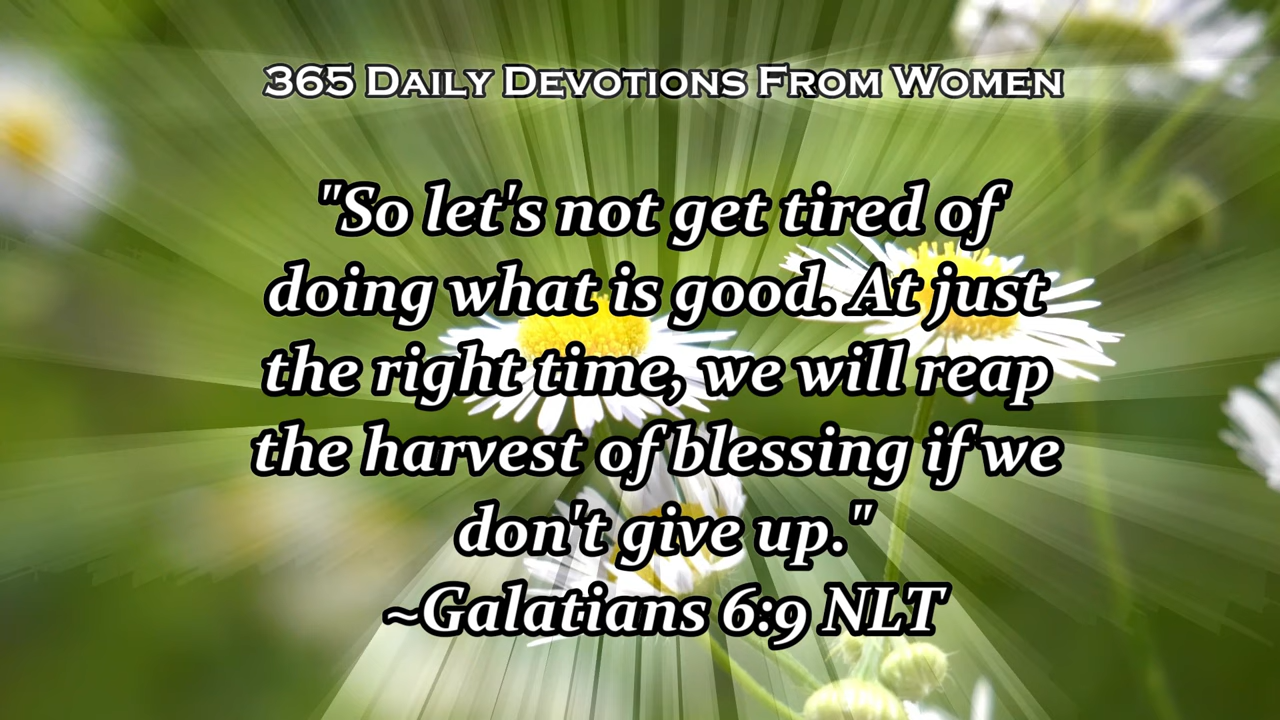 365 Daily Devotions From Women
"So let's not get tired of
doing what is good. At just
the right time, we will reap
the harvest of blessing if we
don't give up."
~Galatians 6:9 NLT